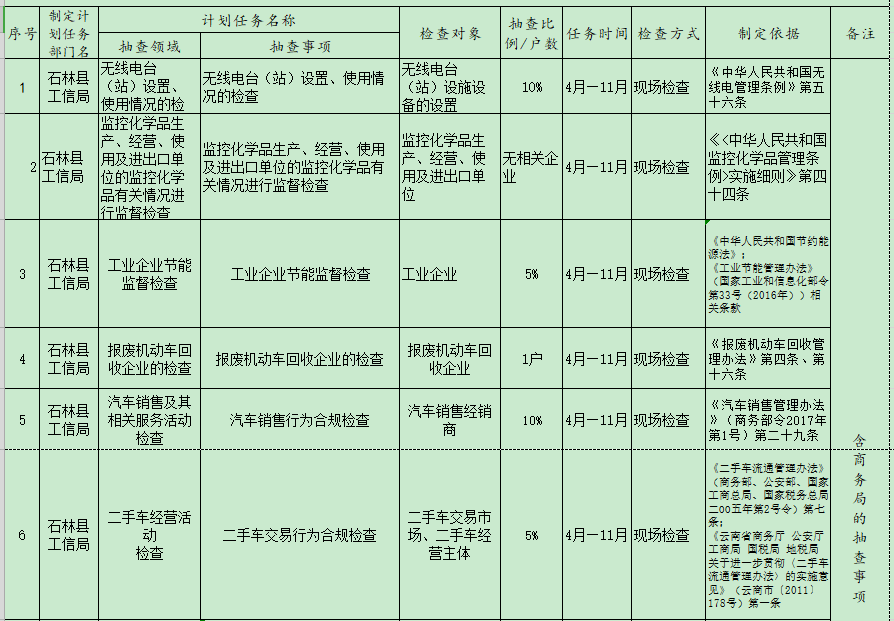 序号
制定计
划任务
部门名
计划任务名称
抽查领域
抽查事项
检查对象
抽查比
例/户数
任务时间
检查方式
制定依据
备注
1
石林县
工信局
无线电台
（站）设置、
使用情况的检
无线电台（站）设置、使用情
况的检查
无线电台
（站）设施设
备的设置
10%
4月—11月
现场检查
《中华人民共和国无
线电管理条例》第五
十六条
2
石林县
工信局
监控化学品生
产、经营、使
用及进出口单
位的监控化学
品有关情况进
行监督检查
监控化学品生产、经营、使用
及进出口单位的监控化学品有
关情况进行监督检查
监控化学品生
产、经营、使
用及进出口单
位
无相关企
业
4月—11月
现场检查
《<中华人民共和国
监控化学品管理条
例>实施细则》第四
十四条
3
石林县
工信局
工业企业节能
监督检查
工业企业节能监督检查
工业企业
5%
4月—11月
现场检查
《中华人民共和国节约能
源法》；
《工业节能管理办法》
（国家工业和信息化部令
第33号（2016年））相
关条款
4
石林县
工信局
报废机动车回
收企业的检查
报废机动车回收企业的检查
报废机动车回
收企业
1户
4月—11月
现场检查
《报废机动车回收管
理办法》第四条、第
十六条
5
石林县
工信局
汽车销售及其
相关服务活动
检查
汽车销售行为合规检查
汽车销售经销
商
10%
4月—11月
现场检查
《汽车销售管理办法
》（商务部令2017年
第1号）第二十九条
6
石林县
工信局
二手车经营活
动
检查
二手车交易行为合规检查
二手车交易市
场、二手车经
营主体
5%
4月—11月
现场检查
《二手车流通管理办法》
（商务部、公安部、国家
工商总局、国家税务总局
二00五年第2号令）第七
条；
《云南省商务厅 公安厅
工商局 国税局 地税局
关于进一步贯彻〈二手车
流通管理办法〉的实施意
见》（云商市〔2011〕
178号）第一条
含商务局的抽查事项